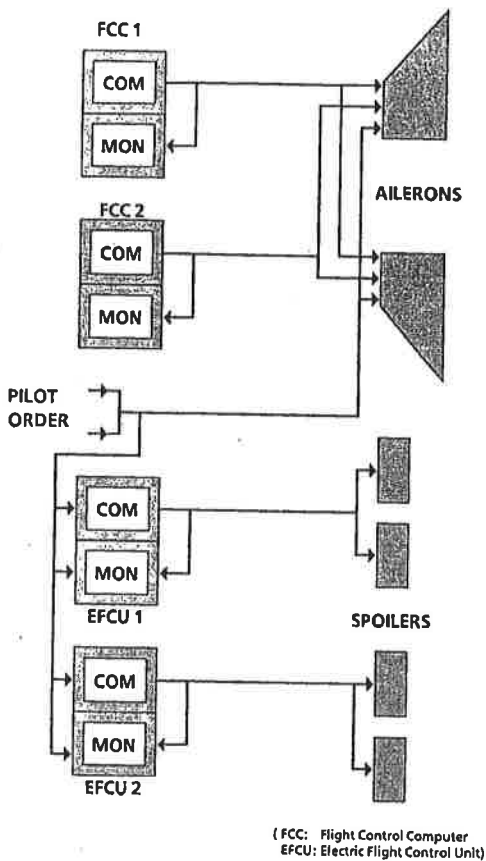 FCC 1
COM
MON
AILERONS
FCC 2
COM
MON
PILOT
ORDER
COM
MON
EFCU 1
SPOILERS
COM
MON
EFCU 2
( FCC: Flight Control Computer
EFCU: Electric Flight Control Unit)